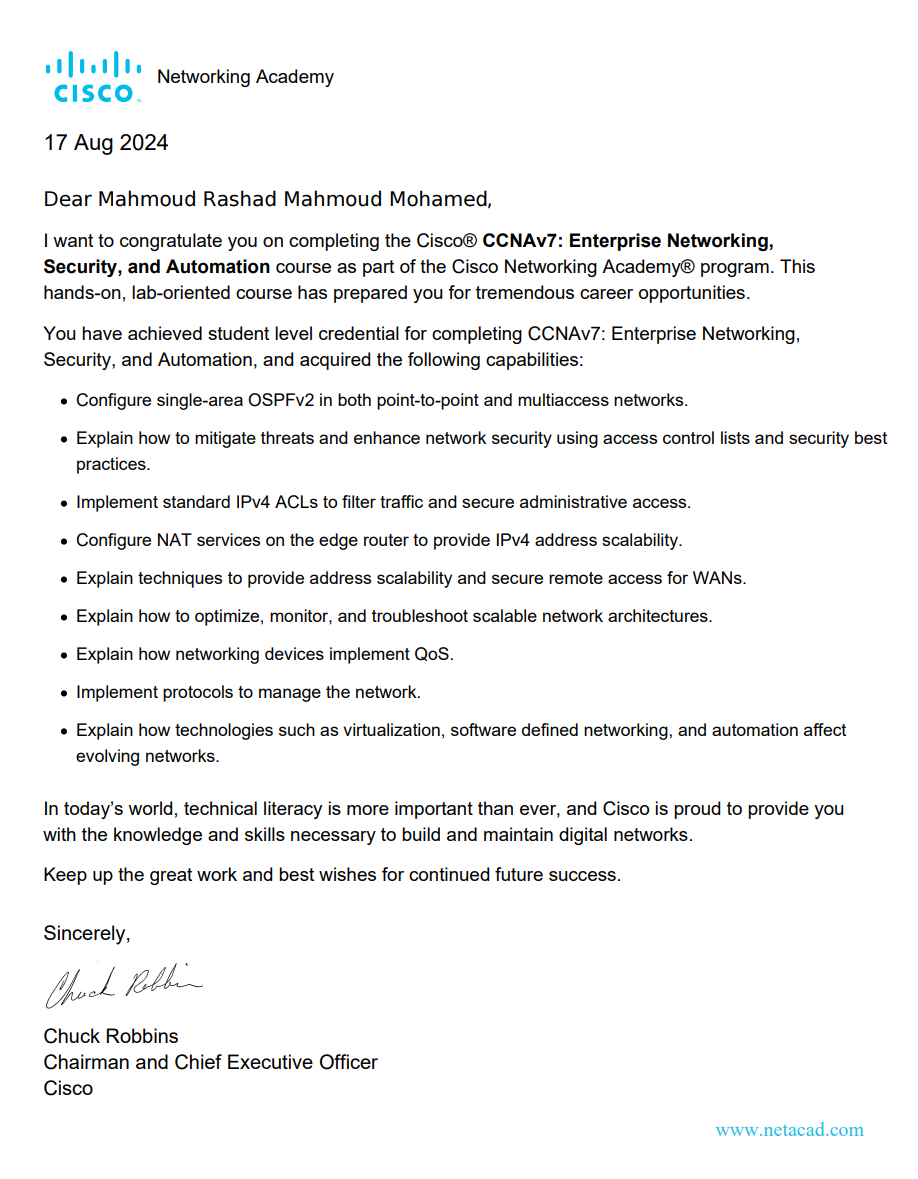 CISCO
Networking Academy
17 Aug 2024
Dear Mahmoud Rashad Mahmoud Mohamed,
I want to congratulate you on completing the Cisco® CCNAv7: Enterprise Networking,
Security, and Automation course as part of the Cisco Networking Academy® program. This
hands-on, lab-oriented course has prepared you for tremendous career opportunities.
You have achieved student level credential for completing CCNAv7: Enterprise Networking,
Security, and Automation, and acquired the following capabilities:
• Configure single-area OSPFv2 in both point-to-point and multiaccess networks.
• Explain how to mitigate threats and enhance network security using access control lists and security best
practices.
• Implement standard IPv4 ACLs to filter traffic and secure administrative access.
• Configure NAT services on the edge router to provide IPv4 address scalability.
• Explain techniques to provide address scalability and secure remote access for WANs.
• Explain how to optimize, monitor, and troubleshoot scalable network architectures.
• Explain how networking devices implement QoS.
• Implement protocols to manage the network.
• Explain how technologies such as virtualization, software defined networking, and automation affect
evolving networks.
In today's world, technical literacy is more important than ever, and Cisco is proud to provide you
with the knowledge and skills necessary to build and maintain digital networks.
Keep up the great work and best wishes for continued future success.
Sincerely,
Chuck Robbins
Chuck Robbins
Chairman and Chief Executive Officer
Cisco
www.netacad.com